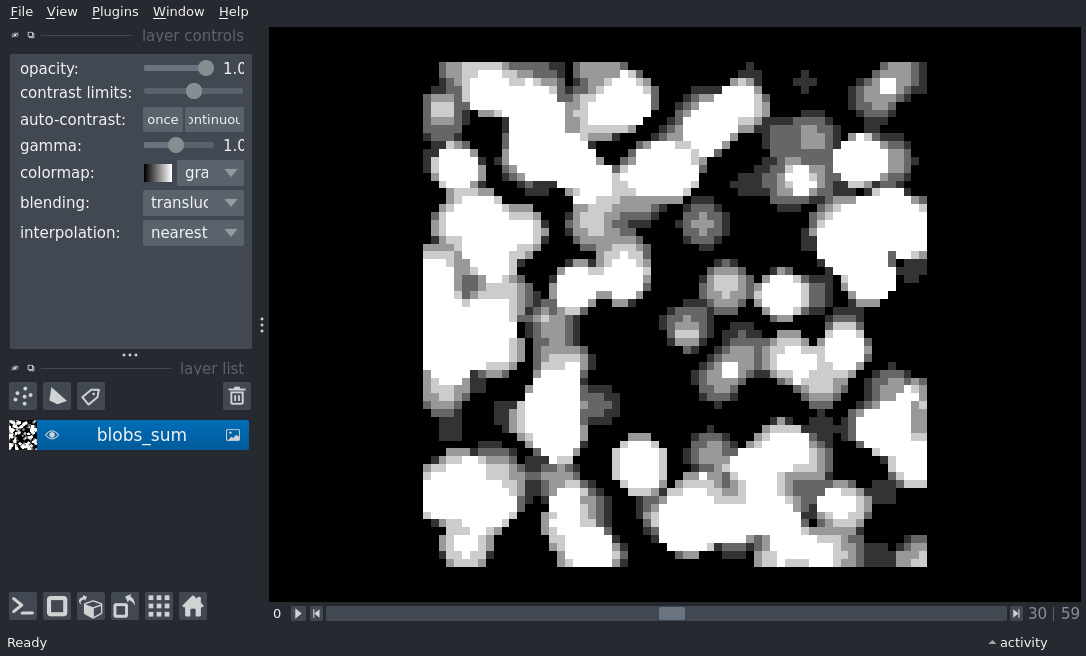 File View Plugins Window Help
layer controls
opacity: 1.0
contrast limits:
auto-contrast: once ontinuou
gamma: 1.0
colormap: gra
blending: transluc
interpolation: nearest
layer list
blobs_sum
0 30 | 59
Ready activity